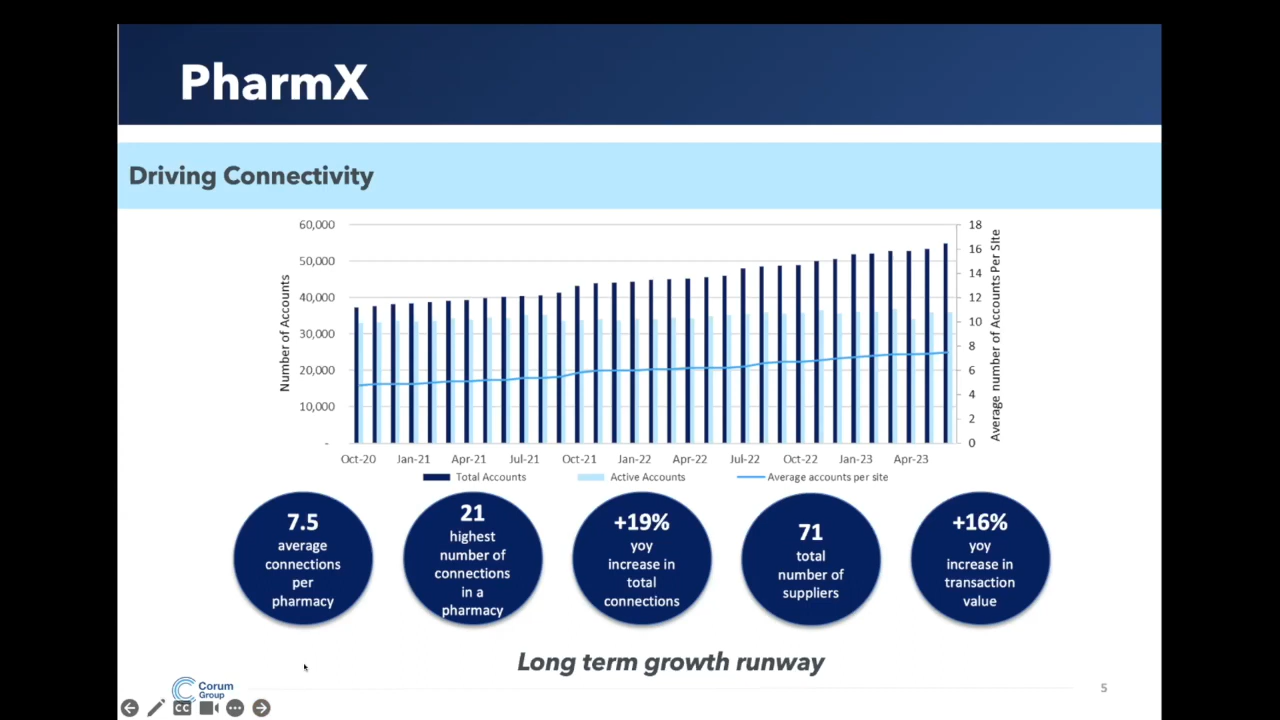 PharmX
Driving Connectivity
60,000
50,000
40,000
30,000
20,000
10,000
-
Number of Accounts
18
16
14
12
10
8
6
4
2
0
Average number of Accounts Per Site
Oct-20 Jan-21 Apr-21 Jul-21 Oct-21 Jan-22 Apr-22 Jul-22 Oct-22 Jan-23 Apr-23
Total Accounts Active Accounts Average accounts per site
7.5
average
connections
per
pharmacy
21
highest
number of
connections
in a
pharmacy
+19%
yoy
increase in
total
connections
71
total
number of
suppliers
+16%
yoy
increase in
transaction
value
Long term growth runway
Corum
Group
5
CC